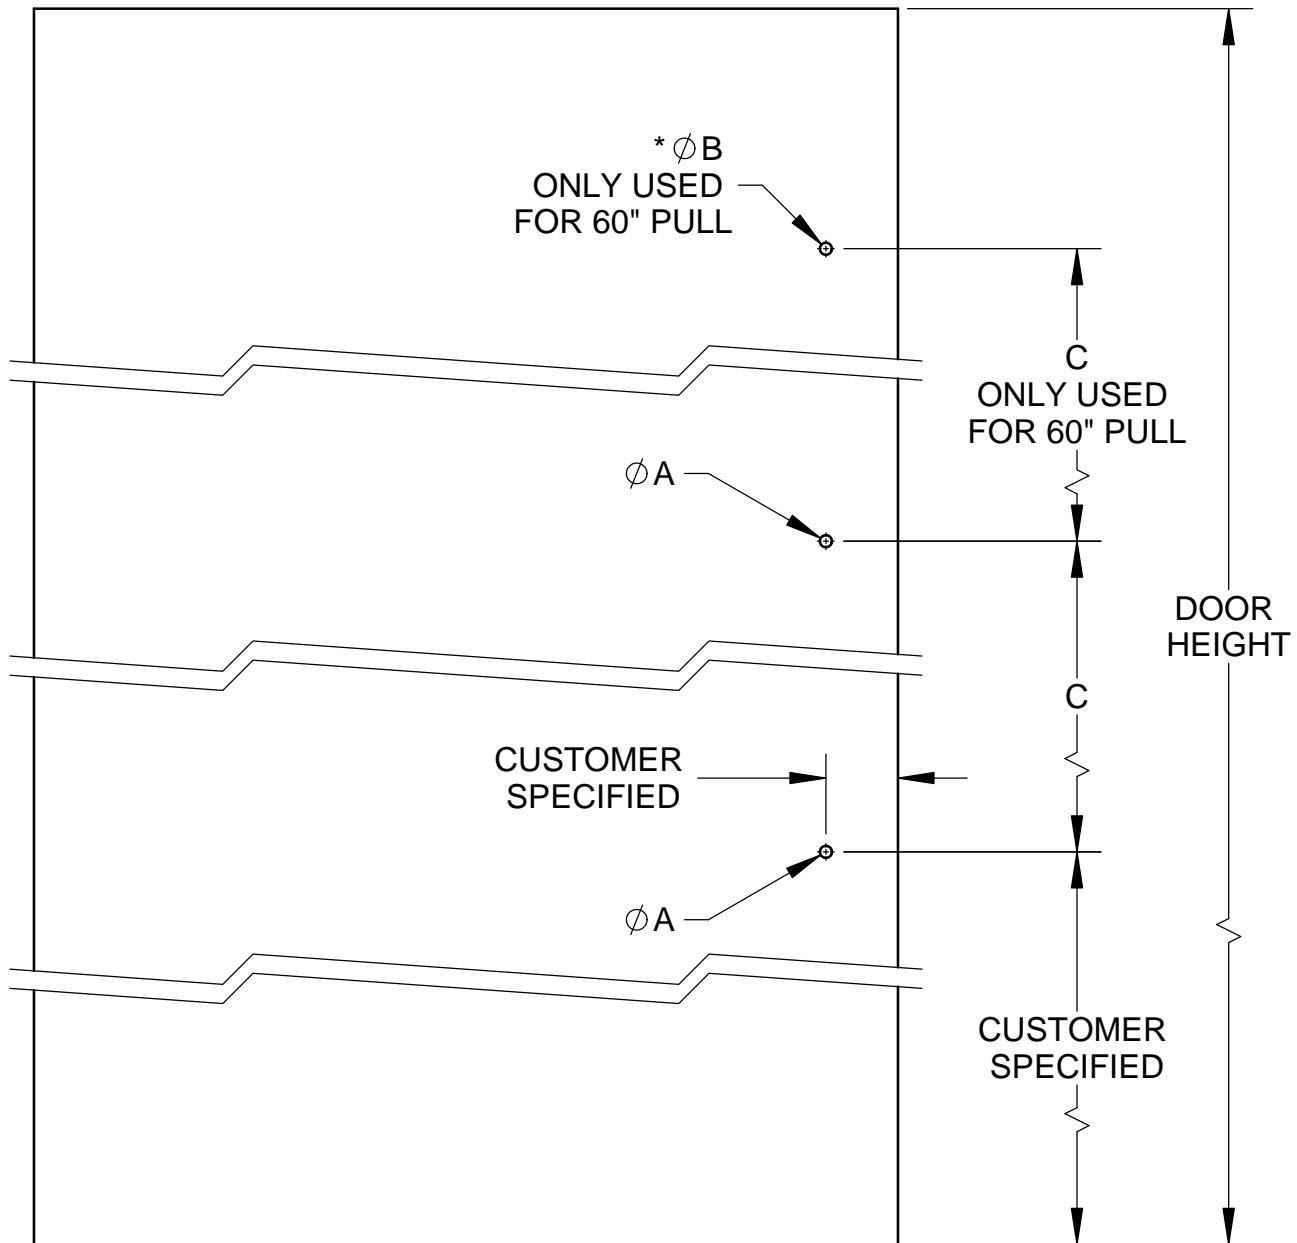 * ∅B
ONLY USED
FOR 60" PULL
C
ONLY USED
FOR 60" PULL
∅A
DOOR
HEIGHT
C
CUSTOMER
SPECIFIED
∅A
CUSTOMER
SPECIFIED